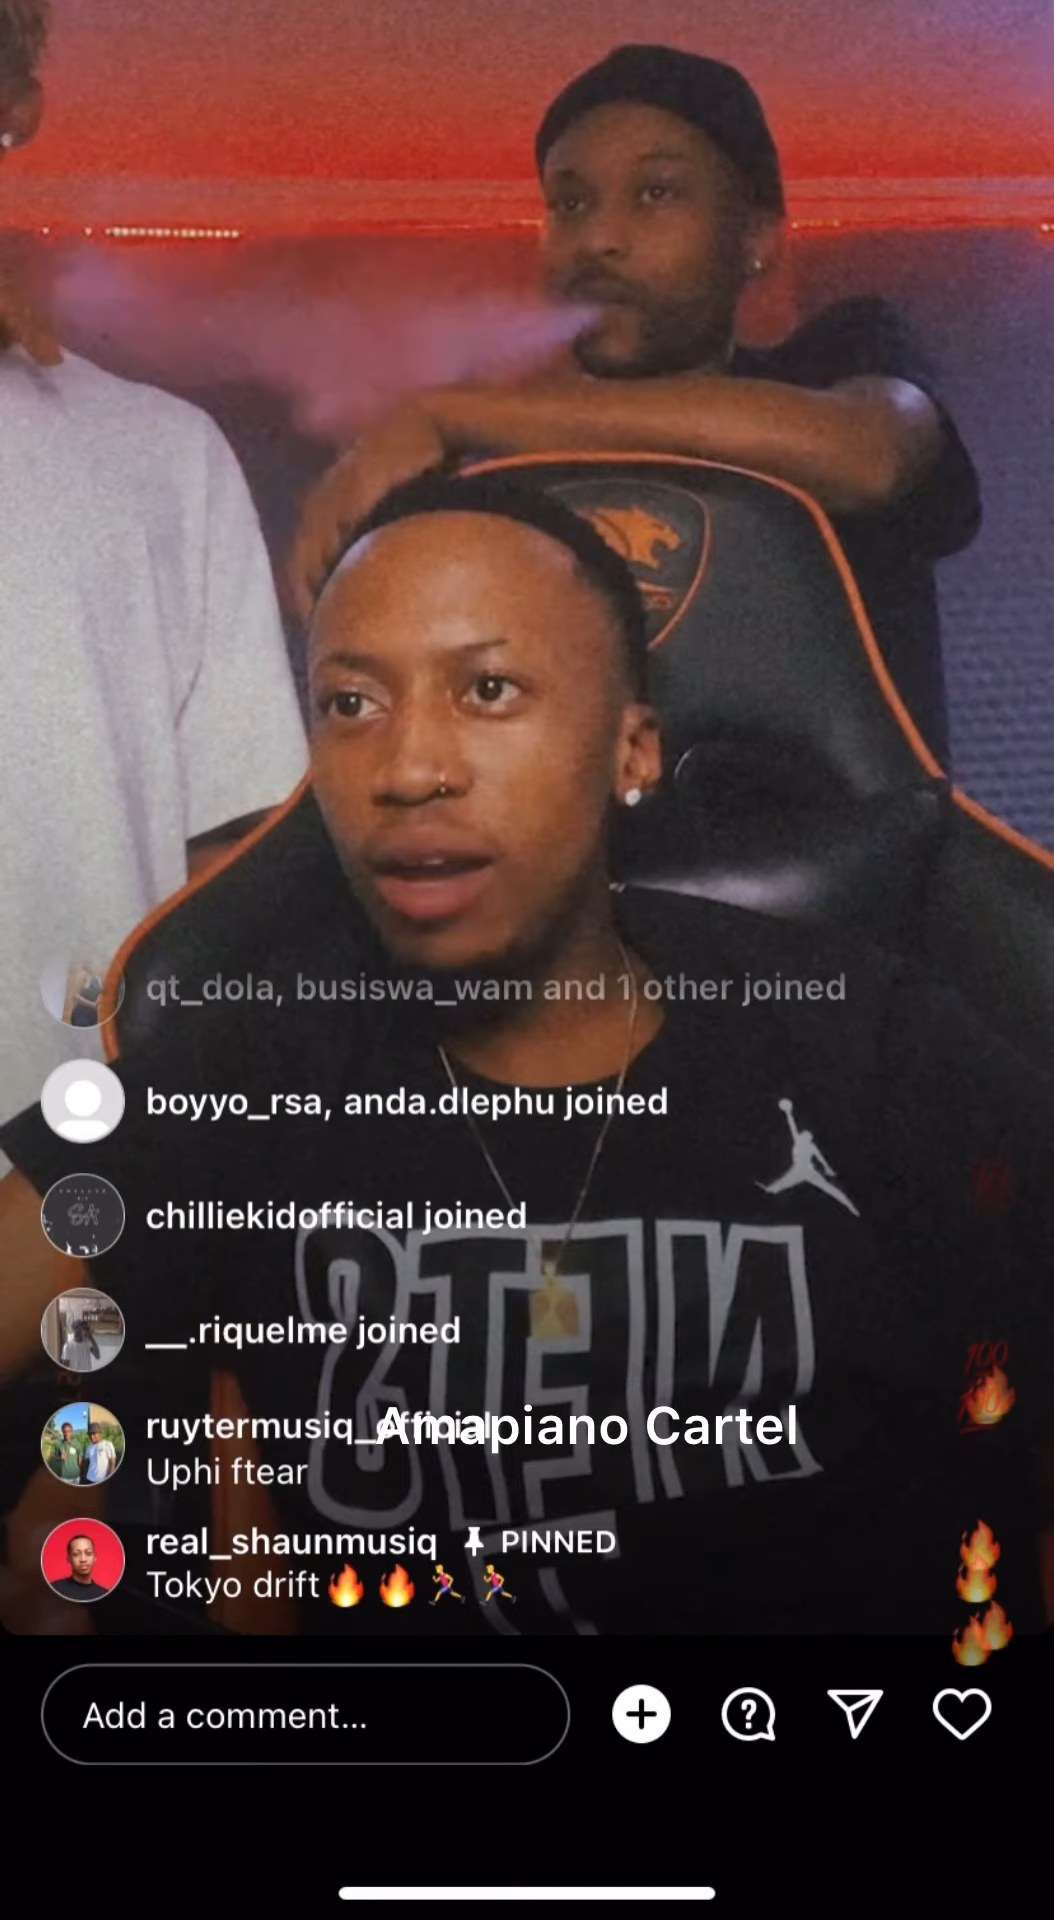 qt_dola, busiswa_wam and 1 other joined
boyyo_rsa, anda.dlephu joined
chilliekidofficial joined
__.riquelme joined
ruytermusiq_official
Amapiano Cartel
Uphi ftear
real_shaunmusiq 📌 PINNED
Tokyo drift🔥🔥🏃‍♀️🏃‍♀️
Add a comment...